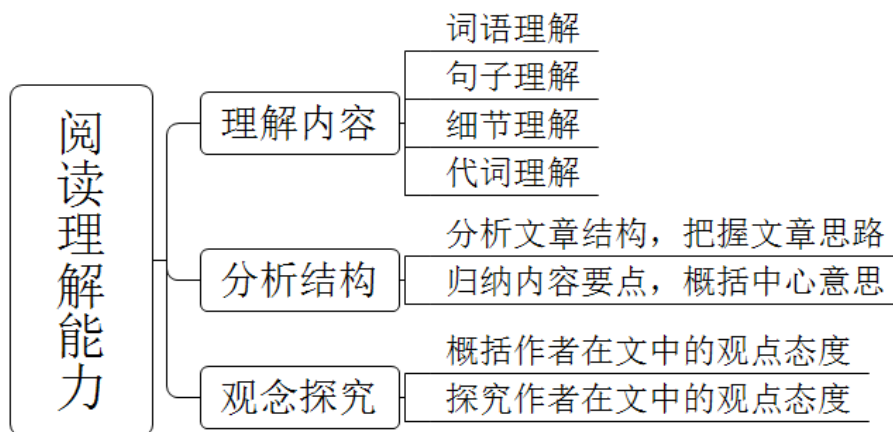 阅读理解能力
理解内容
词语理解
句子理解
细节理解
代词理解
分析结构
分析文章结构，把握文章思路
归纳内容要点，概括中心意思
观念探究
概括作者在文中的观点态度
探究作者在文中的观点态度